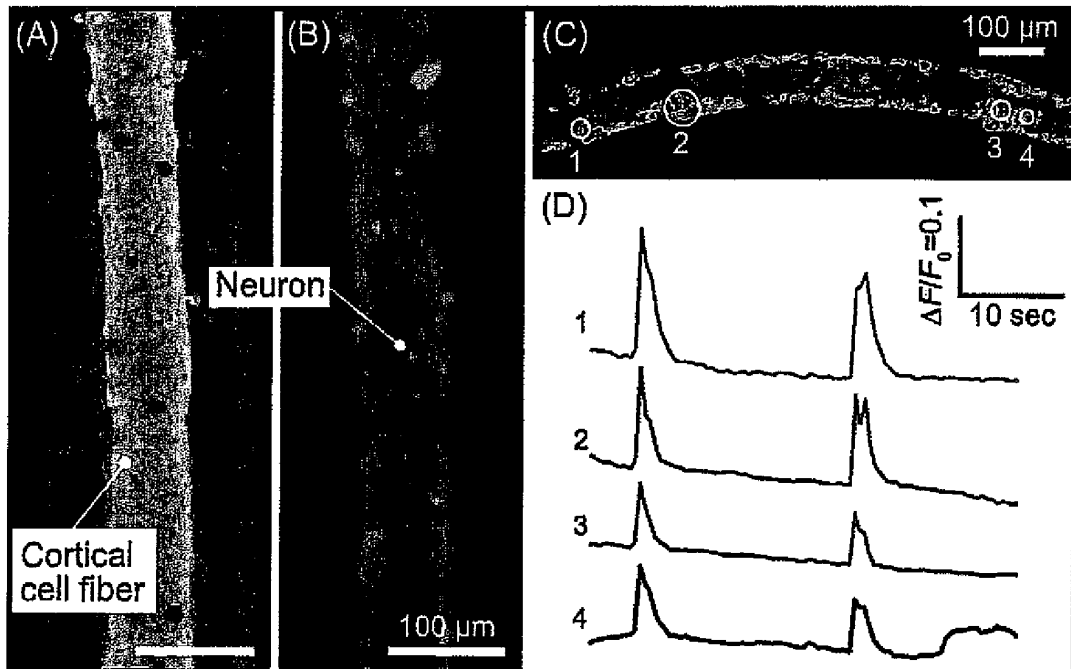 (A)
Cortical
cell fiber
(B)
Neuron
100 µm
(C)
100 µm
1
2
3
4
(D)
ΔF/F₀=0.1
10 sec
1
2
3
4